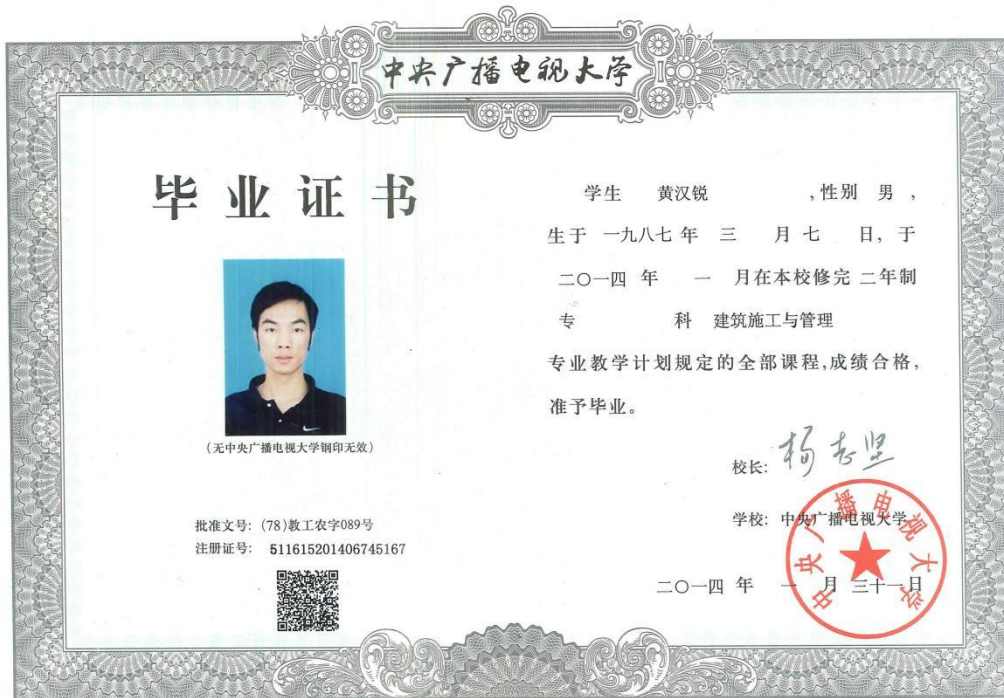 中央广播电视大学
毕业证书
(无中央广播电视大学钢印无效)
批准文号: (78)教工农字089号
注册证号: 511615201406745167
学生 黄汉锐 ,性别 男 ,
生于 一九八七 年 三 月 七 日, 于
二〇一四 年 一 月在本校修完 二年制
专 科 建筑施工与管理
专业教学计划规定的全部课程,成绩合格,
准予毕业。
校长: 杨志坚
学校: 中央广播电视大学
二〇一四 年 一 月 三十一日
中央广播电视大学